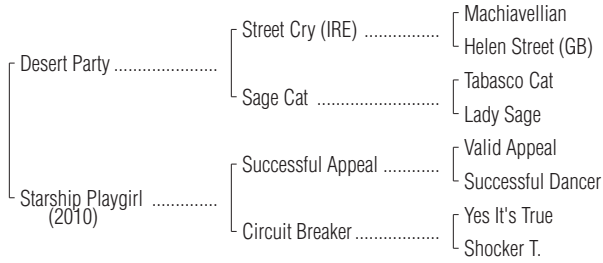 Machiavellian
Street Cry (IRE) ................
Helen Street (GB)
Desert Party ......................
Tabasco Cat
Sage Cat ..........................
Lady Sage
Valid Appeal
Successful Appeal ............
Successful Dancer
Starship Playgirl ..............
(2010)
Yes It's True
Circuit Breaker ..................
Shocker T.